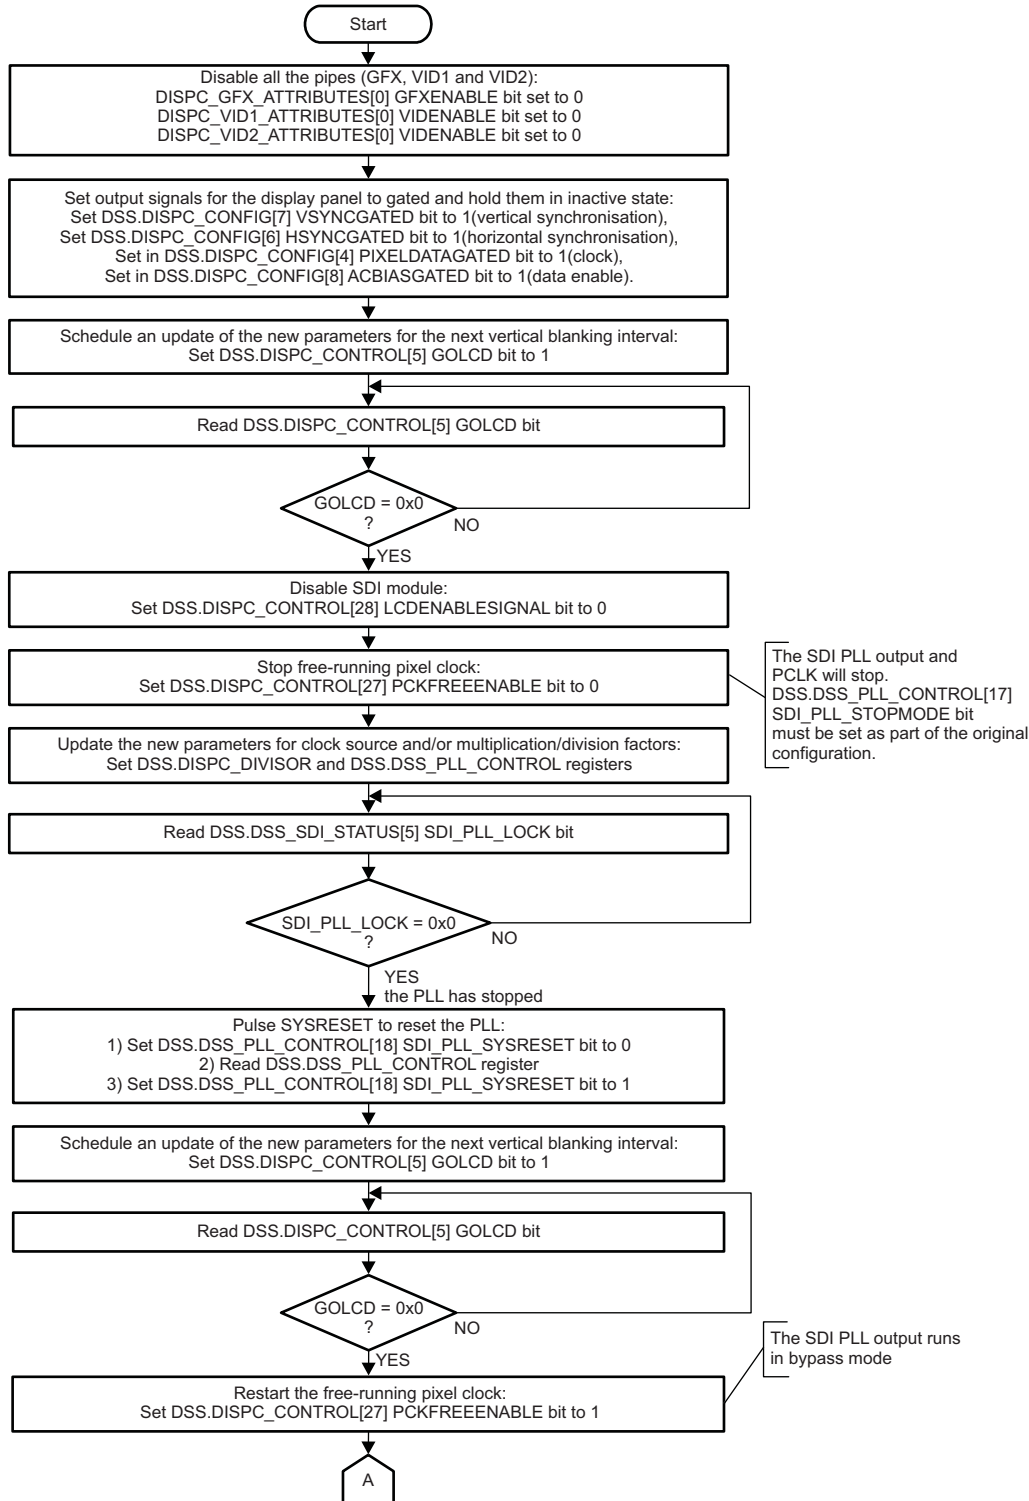 Start
Disable all the pipes (GFX, VID1 and VID2):
DISPC_GFX_ATTRIBUTES[0] GFXENABLE bit set to 0
DISPC_VID1_ATTRIBUTES[0] VIDENABLE bit set to 0
DISPC_VID2_ATTRIBUTES[0] VIDENABLE bit set to 0
Set output signals for the display panel to gated and hold them in inactive state:
Set DSS.DISPC_CONFIG[7] VSYNCGATED bit to 1(vertical synchronisation),
Set DSS.DISPC_CONFIG[6] HSYNCGATED bit to 1(horizontal synchronisation),
Set in DSS.DISPC_CONFIG[4] PIXELDATAGATED bit to 1(clock),
Set in DSS.DISPC_CONFIG[8] ACBIASGATED bit to 1(data enable).
Schedule an update of the new parameters for the next vertical blanking interval:
Set DSS.DISPC_CONTROL[5] GOLCD bit to 1
Read DSS.DISPC_CONTROL[5] GOLCD bit
GOLCD = 0x0
?
NO
YES
Disable SDI module:
Set DSS.DISPC_CONTROL[28] LCDENABLESIGNAL bit to 0
Stop free-running pixel clock:
Set DSS.DISPC_CONTROL[27] PCKFREEENABLE bit to 0
The SDI PLL output and
PCLK will stop.
DSS.DSS_PLL_CONTROL[17]
SDI_PLL_STOPMODE bit
must be set as part of the original
configuration.
Update the new parameters for clock source and/or multiplication/division factors:
Set DSS.DISPC_DIVISOR and DSS.DSS_PLL_CONTROL registers
Read DSS.DSS_SDI_STATUS[5] SDI_PLL_LOCK bit
SDI_PLL_LOCK = 0x0
?
NO
YES
the PLL has stopped
Pulse SYSRESET to reset the PLL:
1) Set DSS.DSS_PLL_CONTROL[18] SDI_PLL_SYSRESET bit to 0
2) Read DSS.DSS_PLL_CONTROL register
3) Set DSS.DSS_PLL_CONTROL[18] SDI_PLL_SYSRESET bit to 1
Schedule an update of the new parameters for the next vertical blanking interval:
Set DSS.DISPC_CONTROL[5] GOLCD bit to 1
Read DSS.DISPC_CONTROL[5] GOLCD bit
GOLCD = 0x0
?
NO
YES
The SDI PLL output runs
in bypass mode
Restart the free-running pixel clock:
Set DSS.DISPC_CONTROL[27] PCKFREEENABLE bit to 1
A